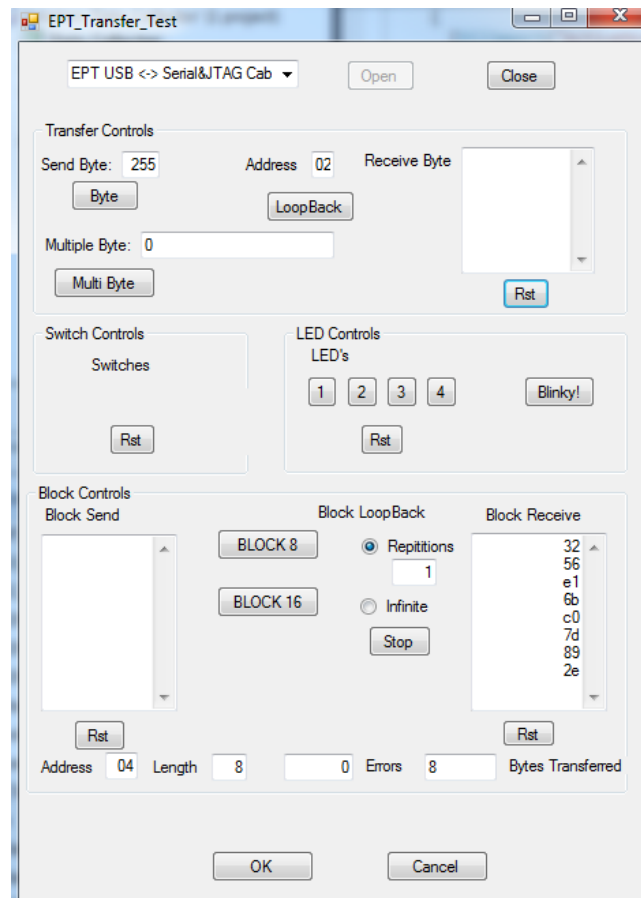 EPT_Transfer_Test
EPT USB <-> Serial&JTAG Cab
Open
Close
Transfer Controls
Send Byte: 255
Address 02
Receive Byte
Byte
LoopBack
Multiple Byte: 0
Multi Byte
Rst
Switch Controls
Switches
Rst
LED Controls
LED's
1 2 3 4
Blinky!
Rst
Block Controls
Block Send
BLOCK 8
BLOCK 16
Block LoopBack
Repititions
1
Infinite
Stop
Block Receive
32
56
e1
6b
c0
7d
89
2e
Rst
Rst
Address 04 Length 8 0 Errors 8 Bytes Transferred
OK
Cancel